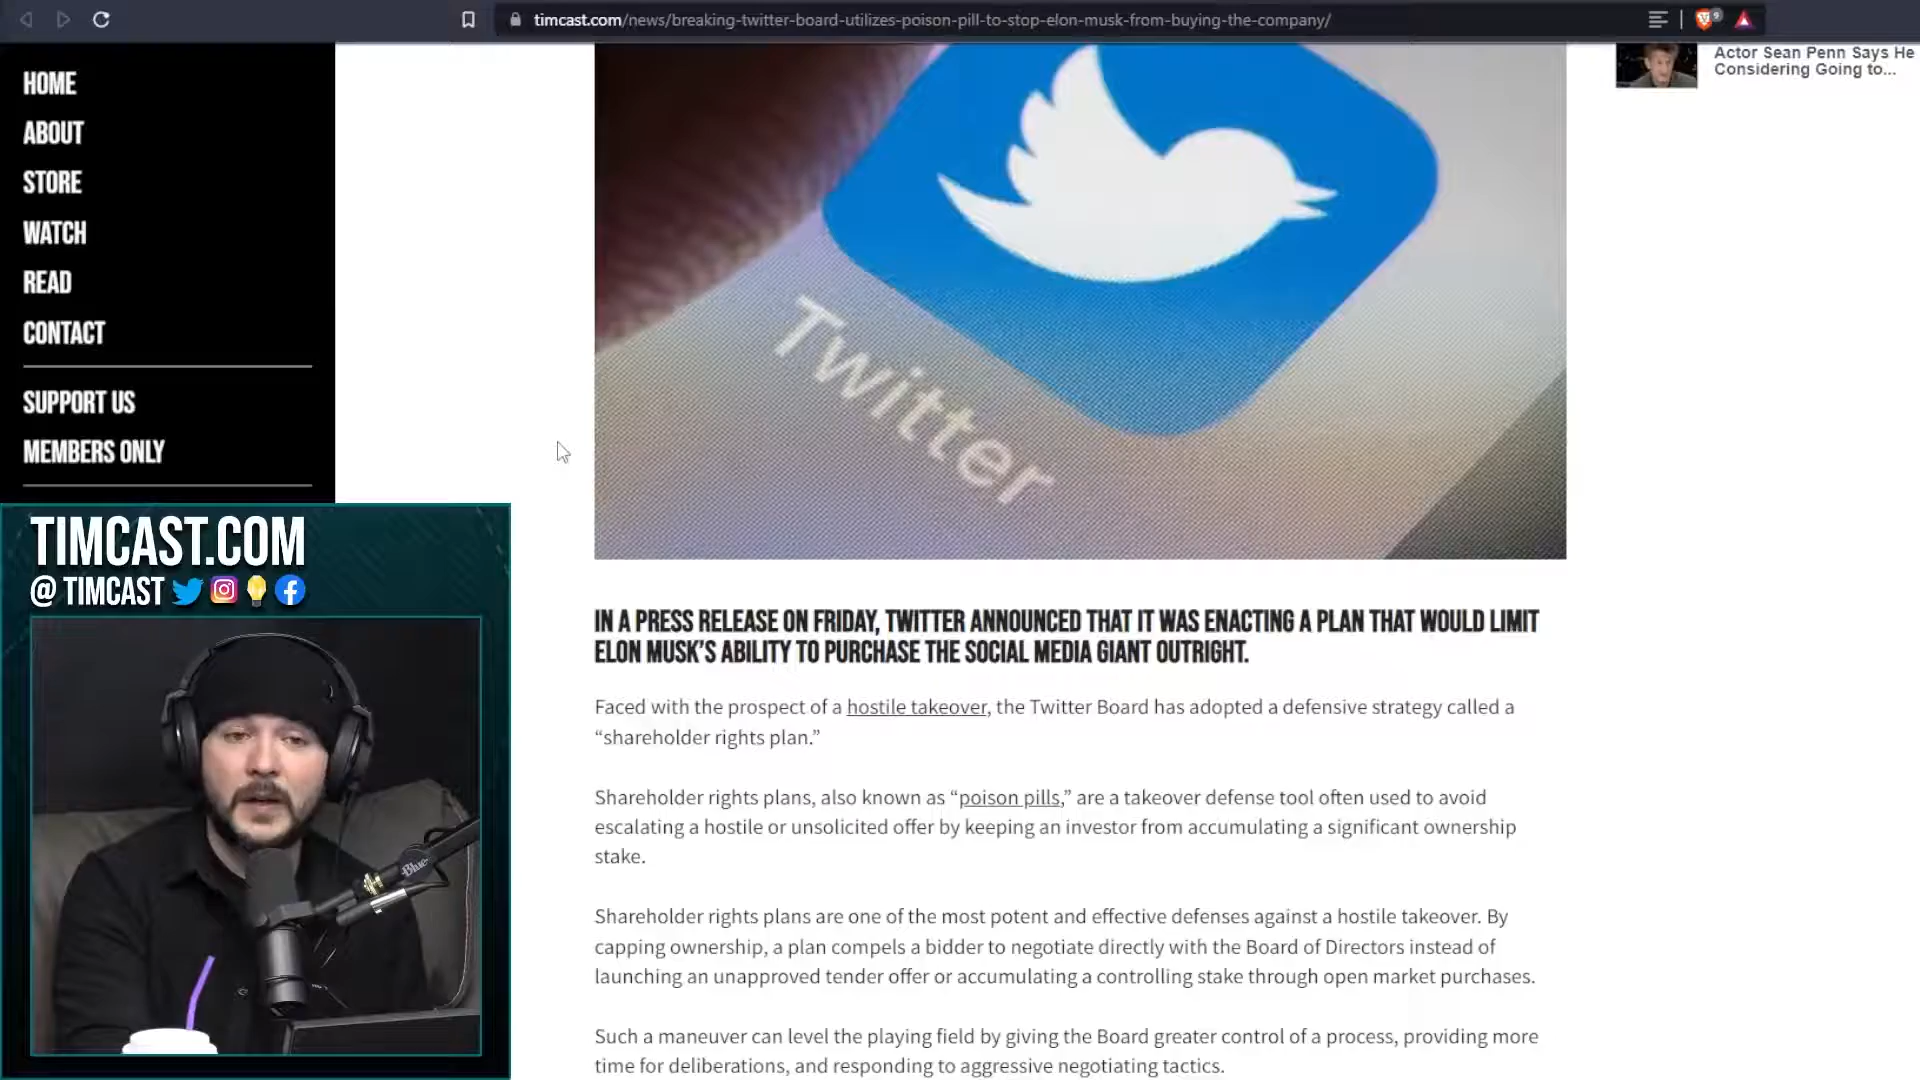 timcast.com/news/breaking-twitter-board-utilizes-poison-pill-to-stop-elon-musk-from-buying-the-company/
9
HOME
ABOUT
STORE
WATCH
READ
CONTACT
SUPPORT US
MEMBERS ONLY
Actor Sean Penn Says He
Considering Going to...
Twitter
TIMCAST.COM
@ TIMCAST
Blue
IN A PRESS RELEASE ON FRIDAY, TWITTER ANNOUNCED THAT IT WAS ENACTING A PLAN THAT WOULD LIMIT
ELON MUSK'S ABILITY TO PURCHASE THE SOCIAL MEDIA GIANT OUTRIGHT.
Faced with the prospect of a hostile takeover, the Twitter Board has adopted a defensive strategy called a
“shareholder rights plan.”
Shareholder rights plans, also known as “poison pills,” are a takeover defense tool often used to avoid
escalating a hostile or unsolicited offer by keeping an investor from accumulating a significant ownership
stake.
Shareholder rights plans are one of the most potent and effective defenses against a hostile takeover. By
capping ownership, a plan compels a bidder to negotiate directly with the Board of Directors instead of
launching an unapproved tender offer or accumulating a controlling stake through open market purchases.
Such a maneuver can level the playing field by giving the Board greater control of a process, providing more
time for deliberations, and responding to aggressive negotiating tactics.